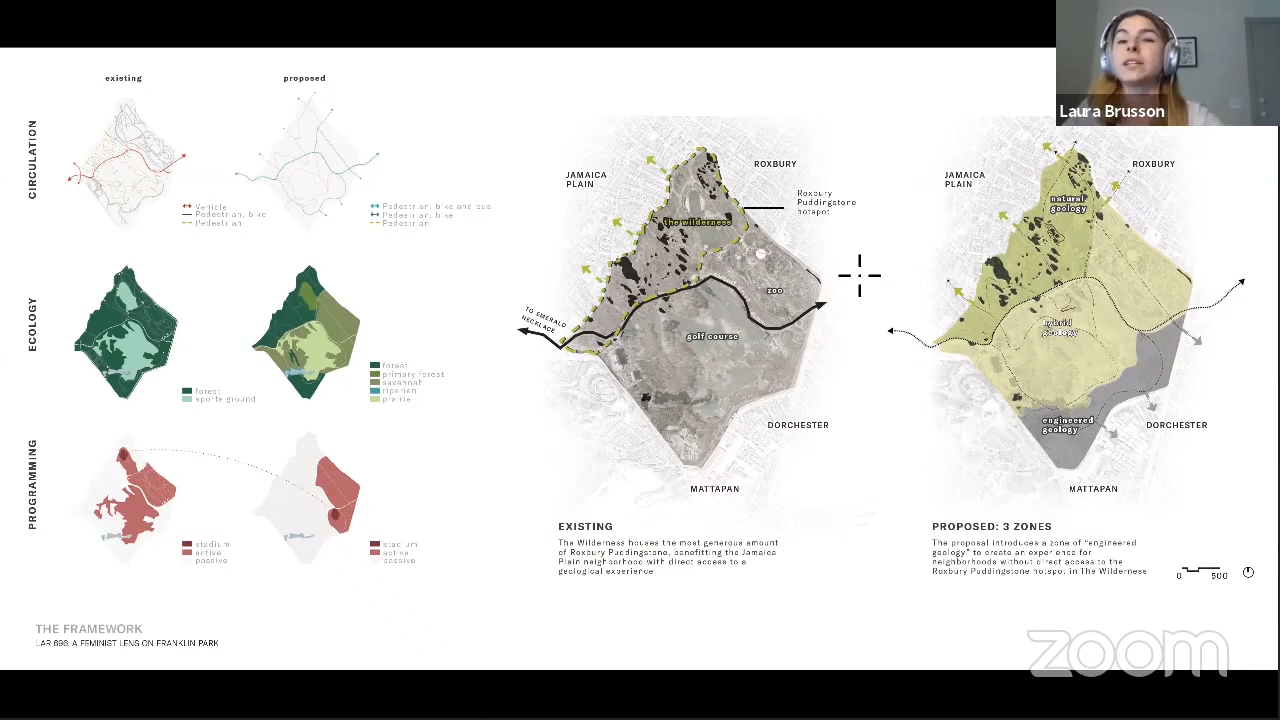 existing
proposed
CIRCULATION
Vehicle
Pedestrian, bike
Pedestrian
Pedestrian, bike and bus
Pedestrian, bike
Pedestrian
ECOLOGY
forest
sports ground
forest
primary forest
savannah
riparian
prairie
PROGRAMMING
stadium
active
passive
stadium
active
passive
JAMAICA
PLAIN
ROXBURY
Roxbury
Puddingstone
hotspot
the wilderness
zoo
TO EMERALD
NECKLACE
golf course
DORCHESTER
MATTAPAN
EXISTING
The Wilderness houses the most generous amount
of Roxbury Puddingstone, benefitting the Jamaica
Plain neighborhood with direct access to a
geological experience
JAMAICA
PLAIN
ROXBURY
natural
geology
hybrid
geology
engineered
geology
DORCHESTER
MATTAPAN
PROPOSED: 3 ZONES
The proposal introduces a zone of "engineered
geology" to create an experience for
neighborhoods without direct access to the
Roxbury Puddingstone hotspot in The Wilderness
0 500
THE FRAMEWORK
LAR 696: A FEMINIST LENS ON FRANKLIN PARK
Laura Brusson
zoom